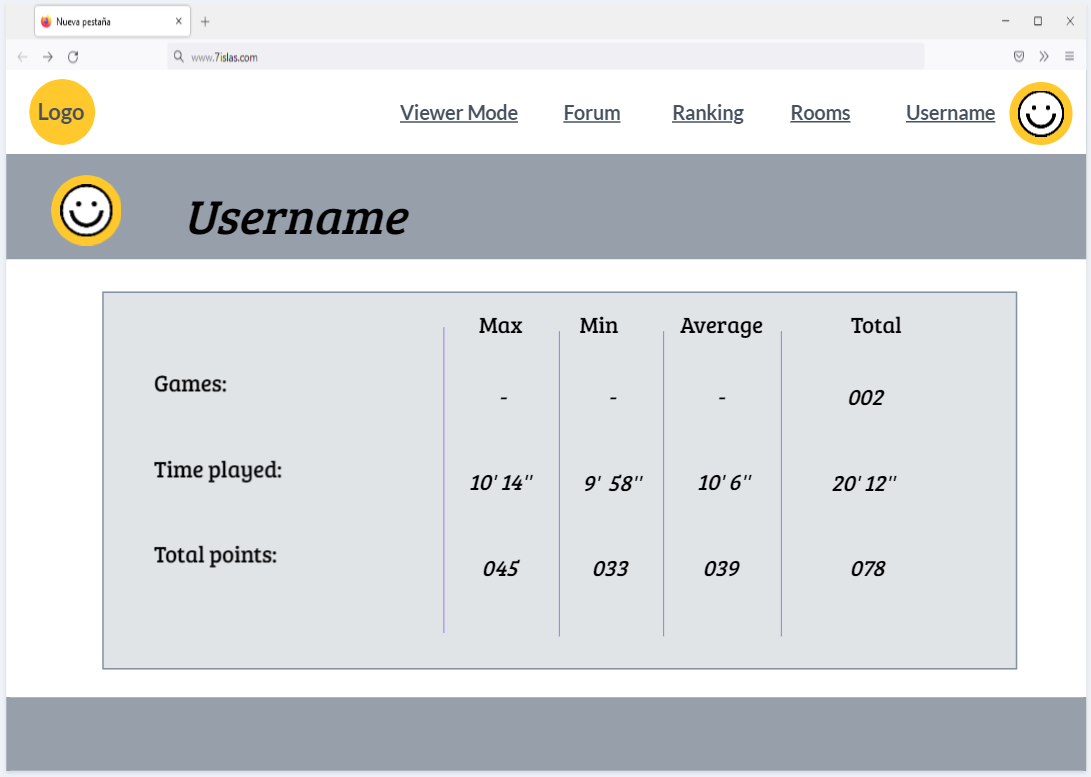 Nueva pestaña
www.7islas.com
Logo Viewer Mode Forum Ranking Rooms Username
Username
Max Min Average Total
Games: - - - 002
Time played: 10' 14'' 9' 58'' 10' 6'' 20' 12''
Total points: 045 033 039 078